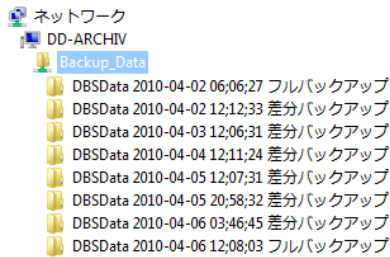 ネットワーク
DD-ARCHIV
Backup_Data
DBSData 2010-04-02 06;06;27 フルバックアップ
DBSData 2010-04-02 12;12;33 差分バックアップ
DBSData 2010-04-03 12;06;31 差分バックアップ
DBSData 2010-04-04 12;11;24 差分バックアップ
DBSData 2010-04-05 12;07;31 差分バックアップ
DBSData 2010-04-05 20;58;32 差分バックアップ
DBSData 2010-04-06 03;46;45 差分バックアップ
DBSData 2010-04-06 12;08;03 フルバックアップ